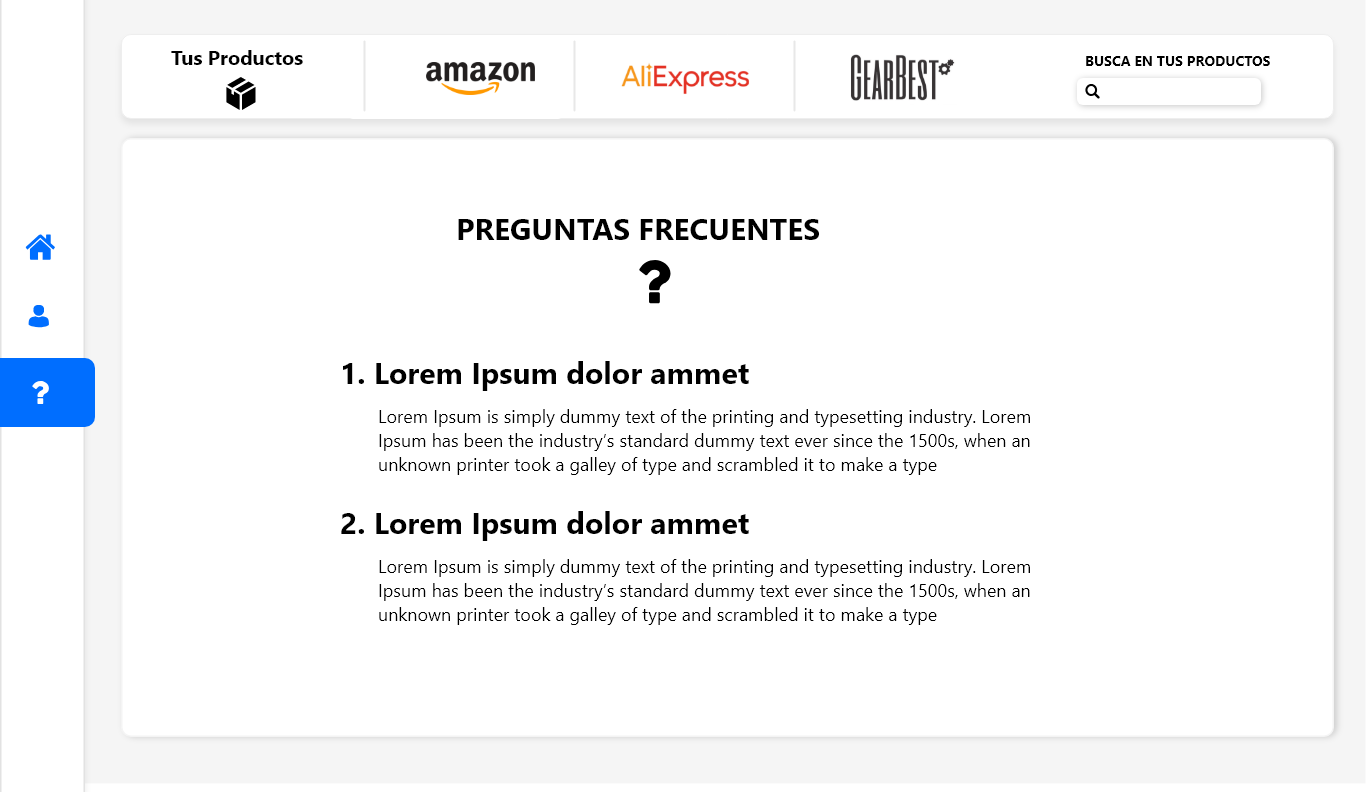 Tus Productos
amazon
AliExpress
GEARBEST
BUSCA EN TUS PRODUCTOS
PREGUNTAS FRECUENTES
?
?
1. Lorem Ipsum dolor ammet
Lorem Ipsum is simply dummy text of the printing and typesetting industry. Lorem
Ipsum has been the industry's standard dummy text ever since the 1500s, when an
unknown printer took a galley of type and scrambled it to make a type
2. Lorem Ipsum dolor ammet
Lorem Ipsum is simply dummy text of the printing and typesetting industry. Lorem
Ipsum has been the industry's standard dummy text ever since the 1500s, when an
unknown printer took a galley of type and scrambled it to make a type